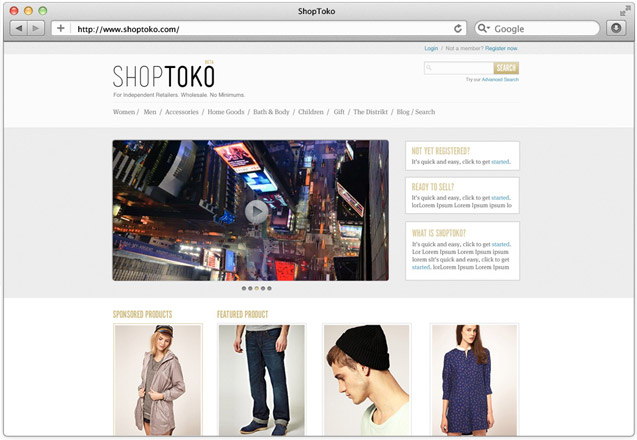 ShopToko
http://www.shoptoko.com/
Google
Login / Not a member? Register now
BETA
SHOPTOKO
For Independent Retailers. Wholesale. No Minimums.
SEARCH
Try our Advanced Search
Women / Men / Accessories / Home Goods / Bath & Body / Children / Gift / The Distrikt / Blog / Search
NOT YET REGISTERED?
It's quick and easy, click to get started.
READY TO SELL?
It's quick and easy, click to get started.
lorLorem Ipsum Lorem ipsum lo
WHAT IS SHOPTOKO?
It's quick and easy, click to get started.
Lor Lorem Ipsum Lorem ipsum
lorem sIt's quick and easy, click to get
started. lorLorem Ipsum Lorem ipsum
SPONSORED PRODUCTS
FEATURED PRODUCT